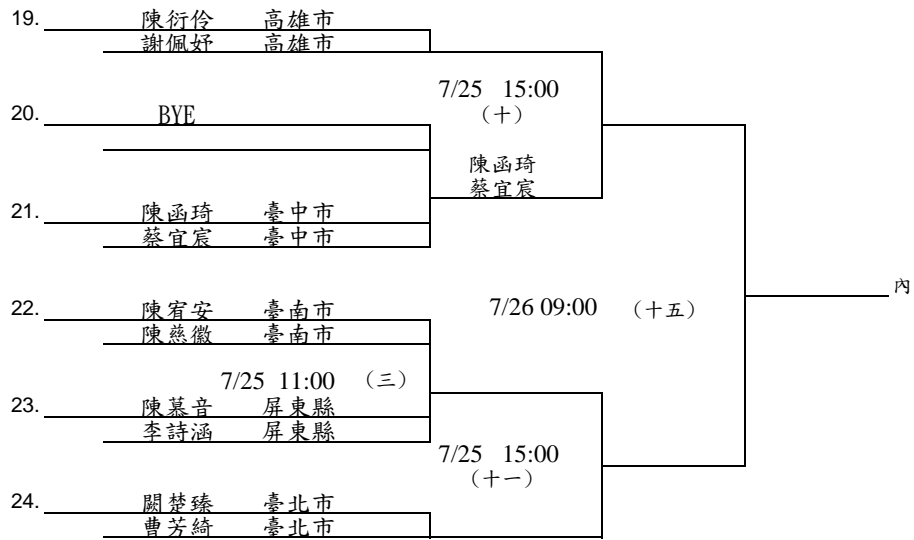 19. 陳衍伶 高雄市
謝佩妤 高雄市
7/25 15:00
（十）
20. BYE
陳函琦
蔡宜宸
21. 陳函琦 臺中市
蔡宜宸 臺中市
22. 陳宥安 臺南市
陳慈徽 臺南市
7/26 09:00 （十五）
內
7/25 11:00 （三）
23. 陳慕音 屏東縣
李詩涵 屏東縣
7/25 15:00
（十一）
24. 闕楚臻 臺北市
曹芳綺 臺北市